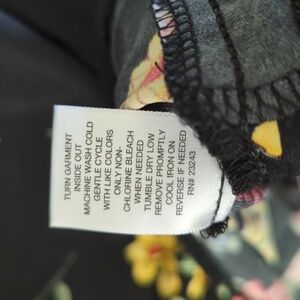 TURN GARMENT
INSIDE OUT
MACHINE WASH COLD
GENTLE CYCLE
WITH LIKE COLORS
ONLY NON-
CHLORINE BLEACH
WHEN NEEDED
TUMBLE DRY LOW
REMOVE PROMPTLY
COOL IRON ON
REVERSE IF NEEDED
RN# 23243